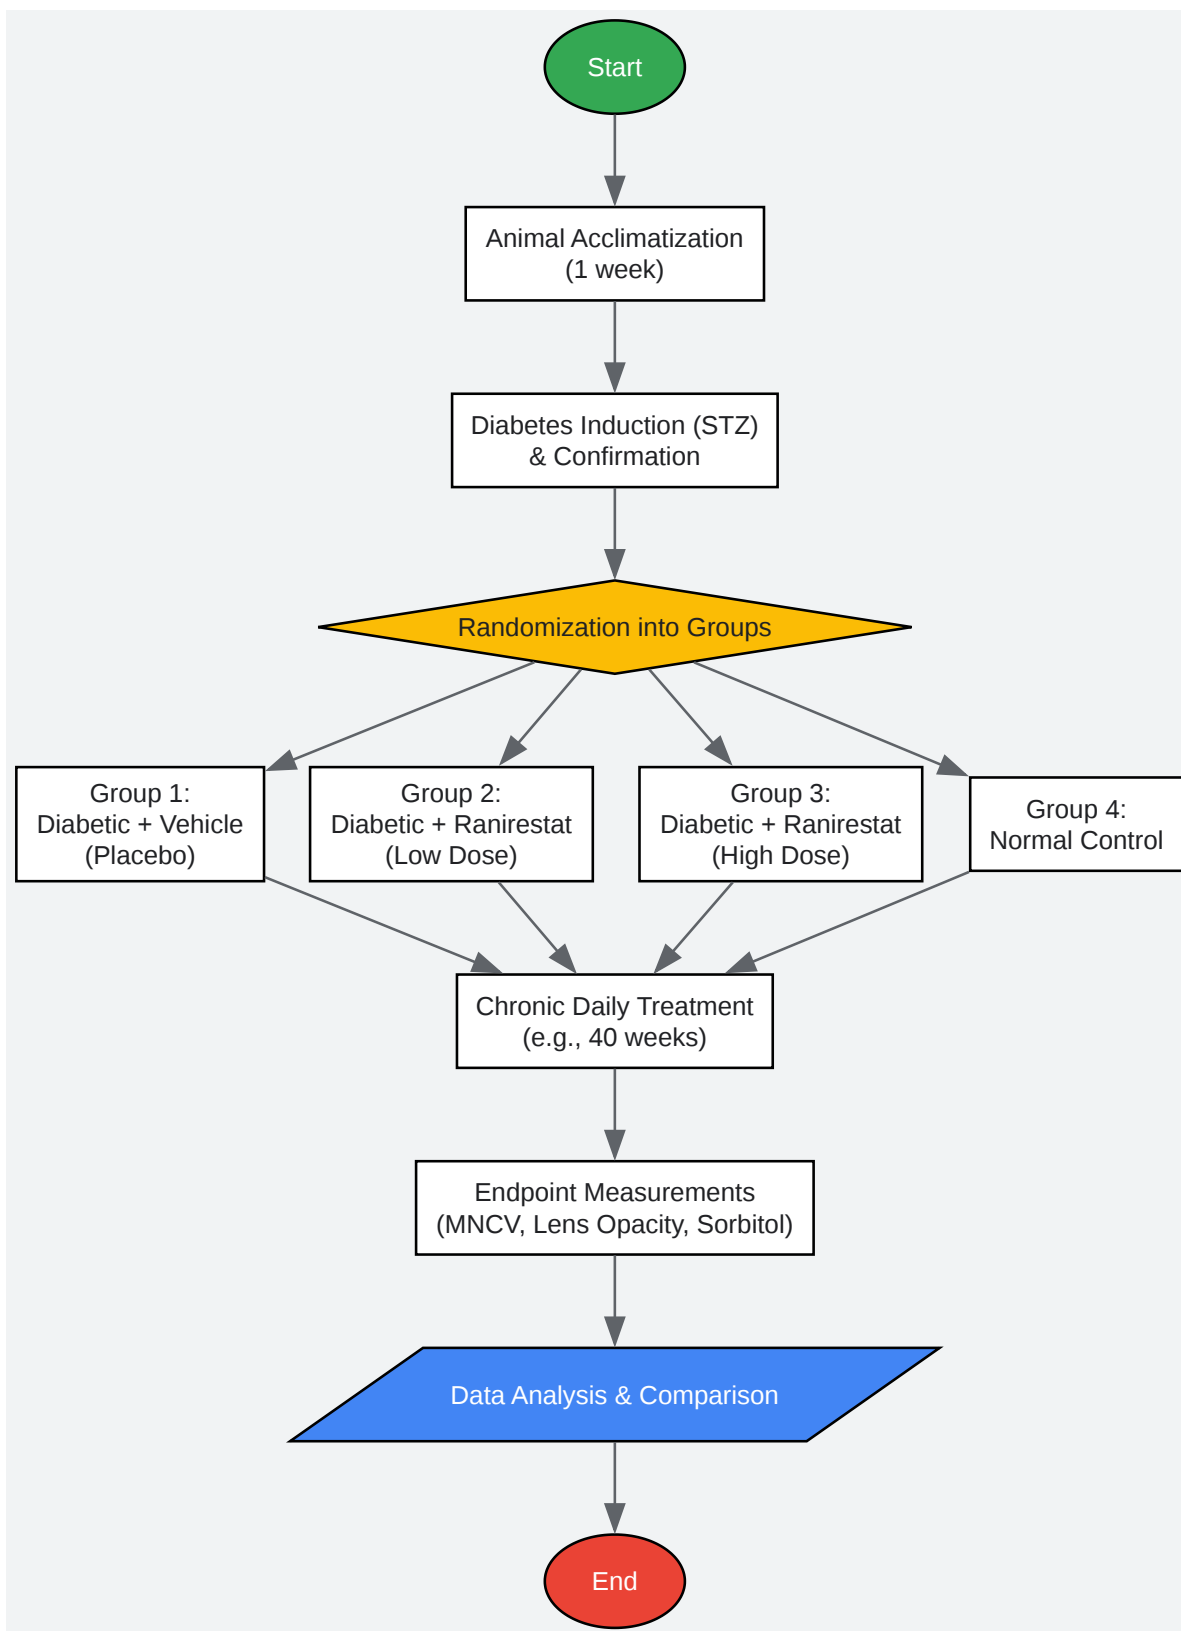 Start
Animal Acclimatization
(1 week)
Diabetes Induction (STZ)
& Confirmation
Randomization into Groups
Group 1:
Diabetic + Vehicle
(Placebo)
Group 2:
Diabetic + Ranirestat
(Low Dose)
Group 3:
Diabetic + Ranirestat
(High Dose)
Group 4:
Normal Control
Chronic Daily Treatment
(e.g., 40 weeks)
Endpoint Measurements
(MNCV, Lens Opacity, Sorbitol)
Data Analysis & Comparison
End